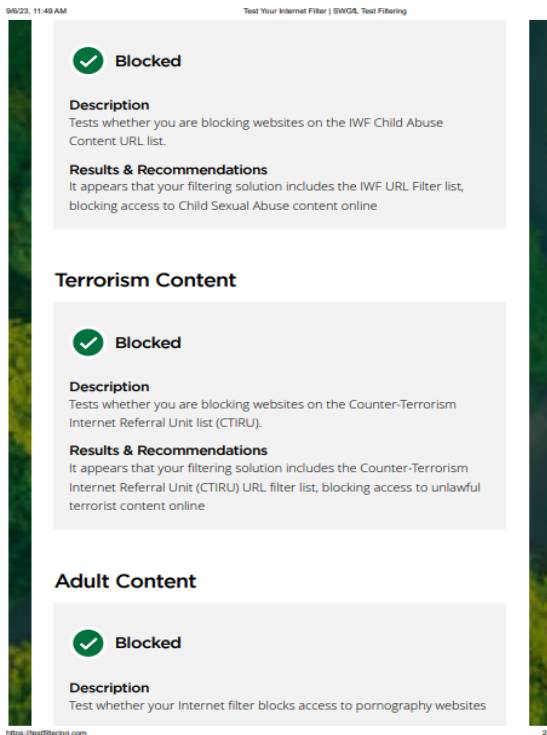 9/6/23, 11:49 AM
Test Your Internet Filter | SWGfL Test Filtering
Blocked
Description
Tests whether you are blocking websites on the IWF Child Abuse
Content URL list.
Results & Recommendations
It appears that your filtering solution includes the IWF URL Filter list,
blocking access to Child Sexual Abuse content online
Terrorism Content
Blocked
Description
Tests whether you are blocking websites on the Counter-Terrorism
Internet Referral Unit list (CTIRU).
Results & Recommendations
It appears that your filtering solution includes the Counter-Terrorism
Internet Referral Unit (CTIRU) URL filter list, blocking access to unlawful
terrorist content online
Adult Content
Blocked
Description
Test whether your Internet filter blocks access to pornography websites
https://testfiltering.com